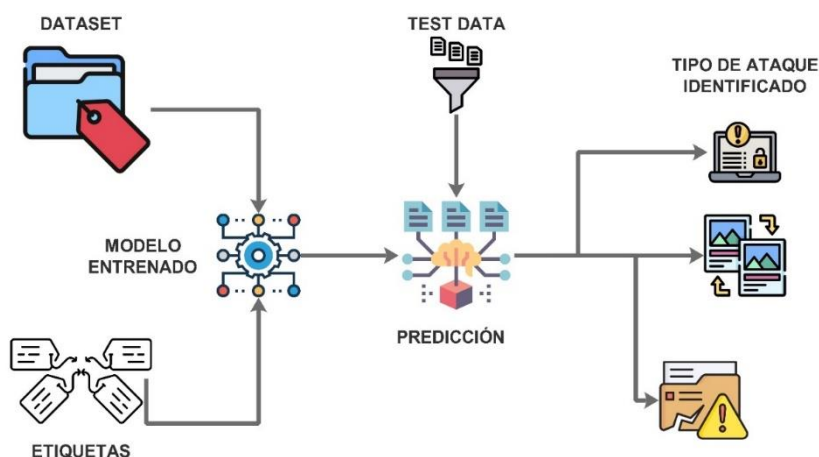 DATASET
TEST DATA
TIPO DE ATAQUE
IDENTIFICADO
MODELO
ENTRENADO
PREDICCIÓN
ETIQUETAS